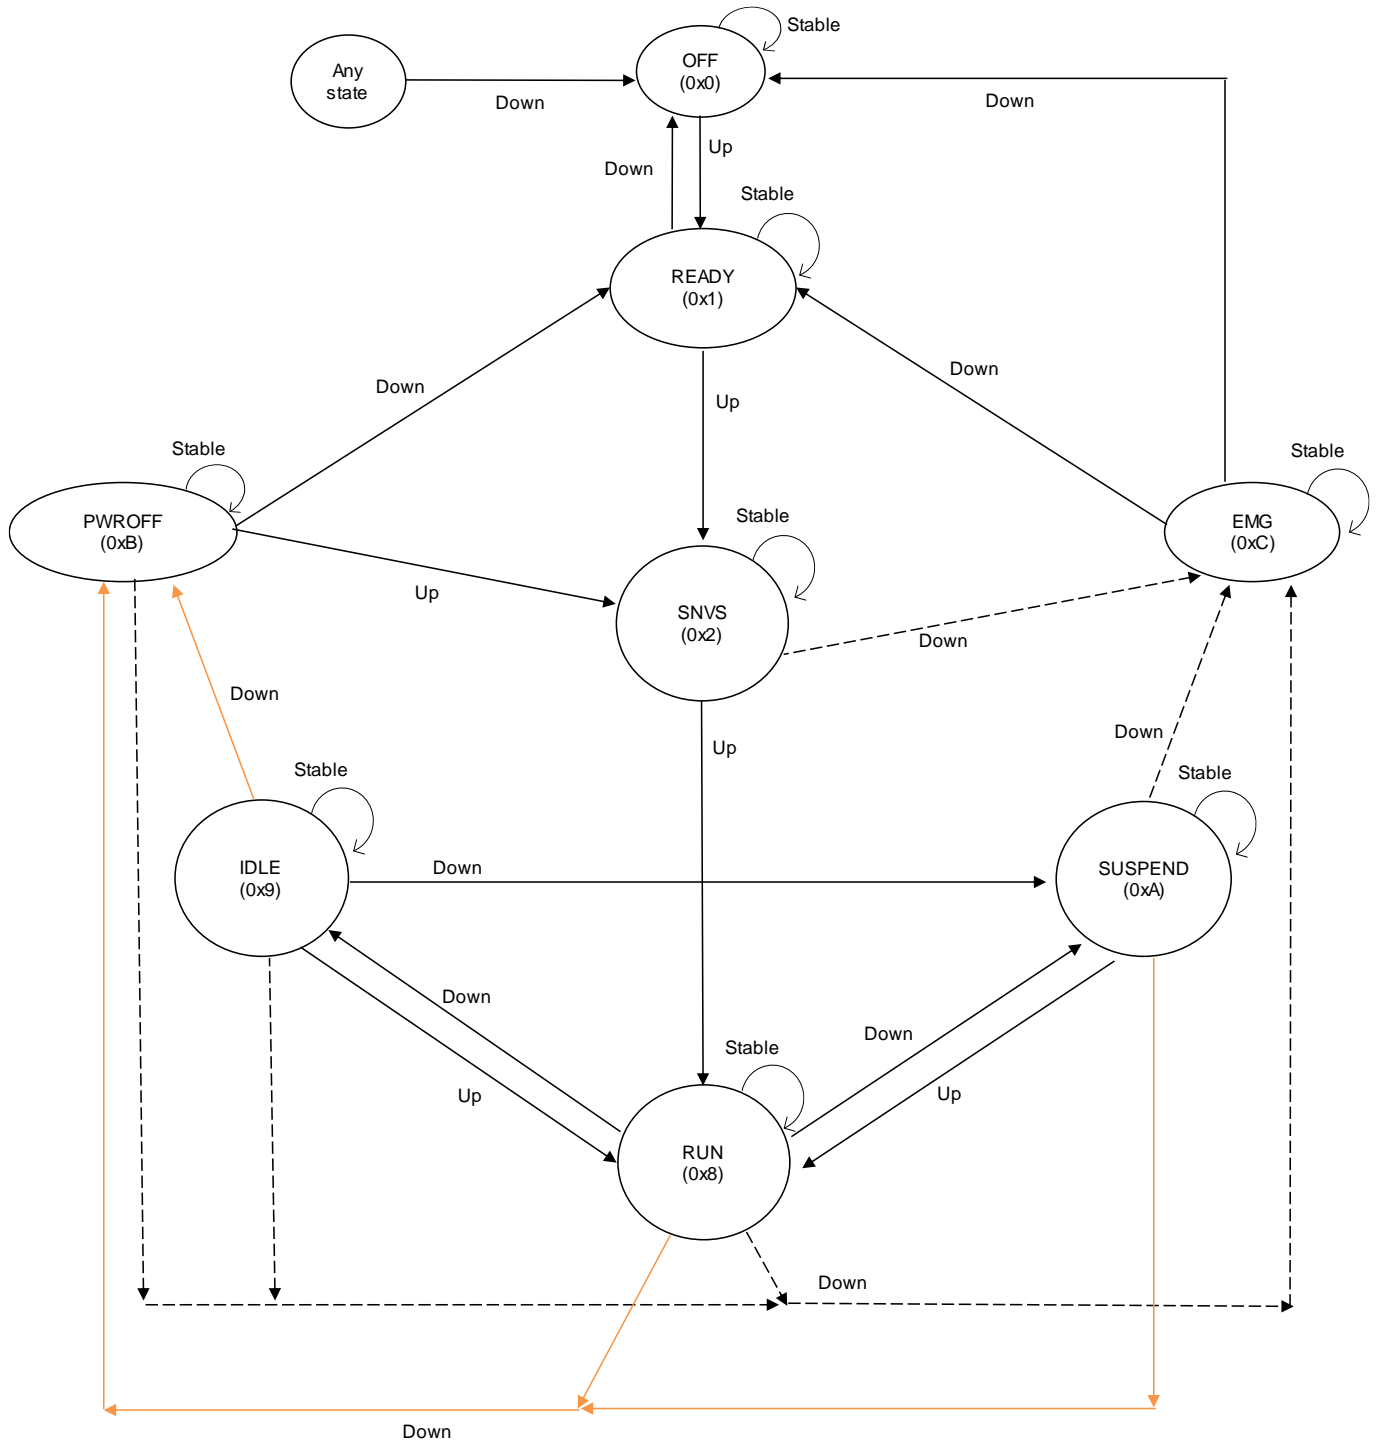 Stable
OFF
(0x0)
Any
state
Down
Down
Up
Down
Stable
READY
(0x1)
Down
Down
Up
Stable
Stable
Stable
PWROFF
(0xB)
EMG
(0xC)
Up
SNVS
(0x2)
Down
Down
Up
Down
Stable
Stable
IDLE
(0x9)
Down
SUSPEND
(0xA)
Down
Down
Stable
Up
Up
RUN
(0x8)
Down
Down